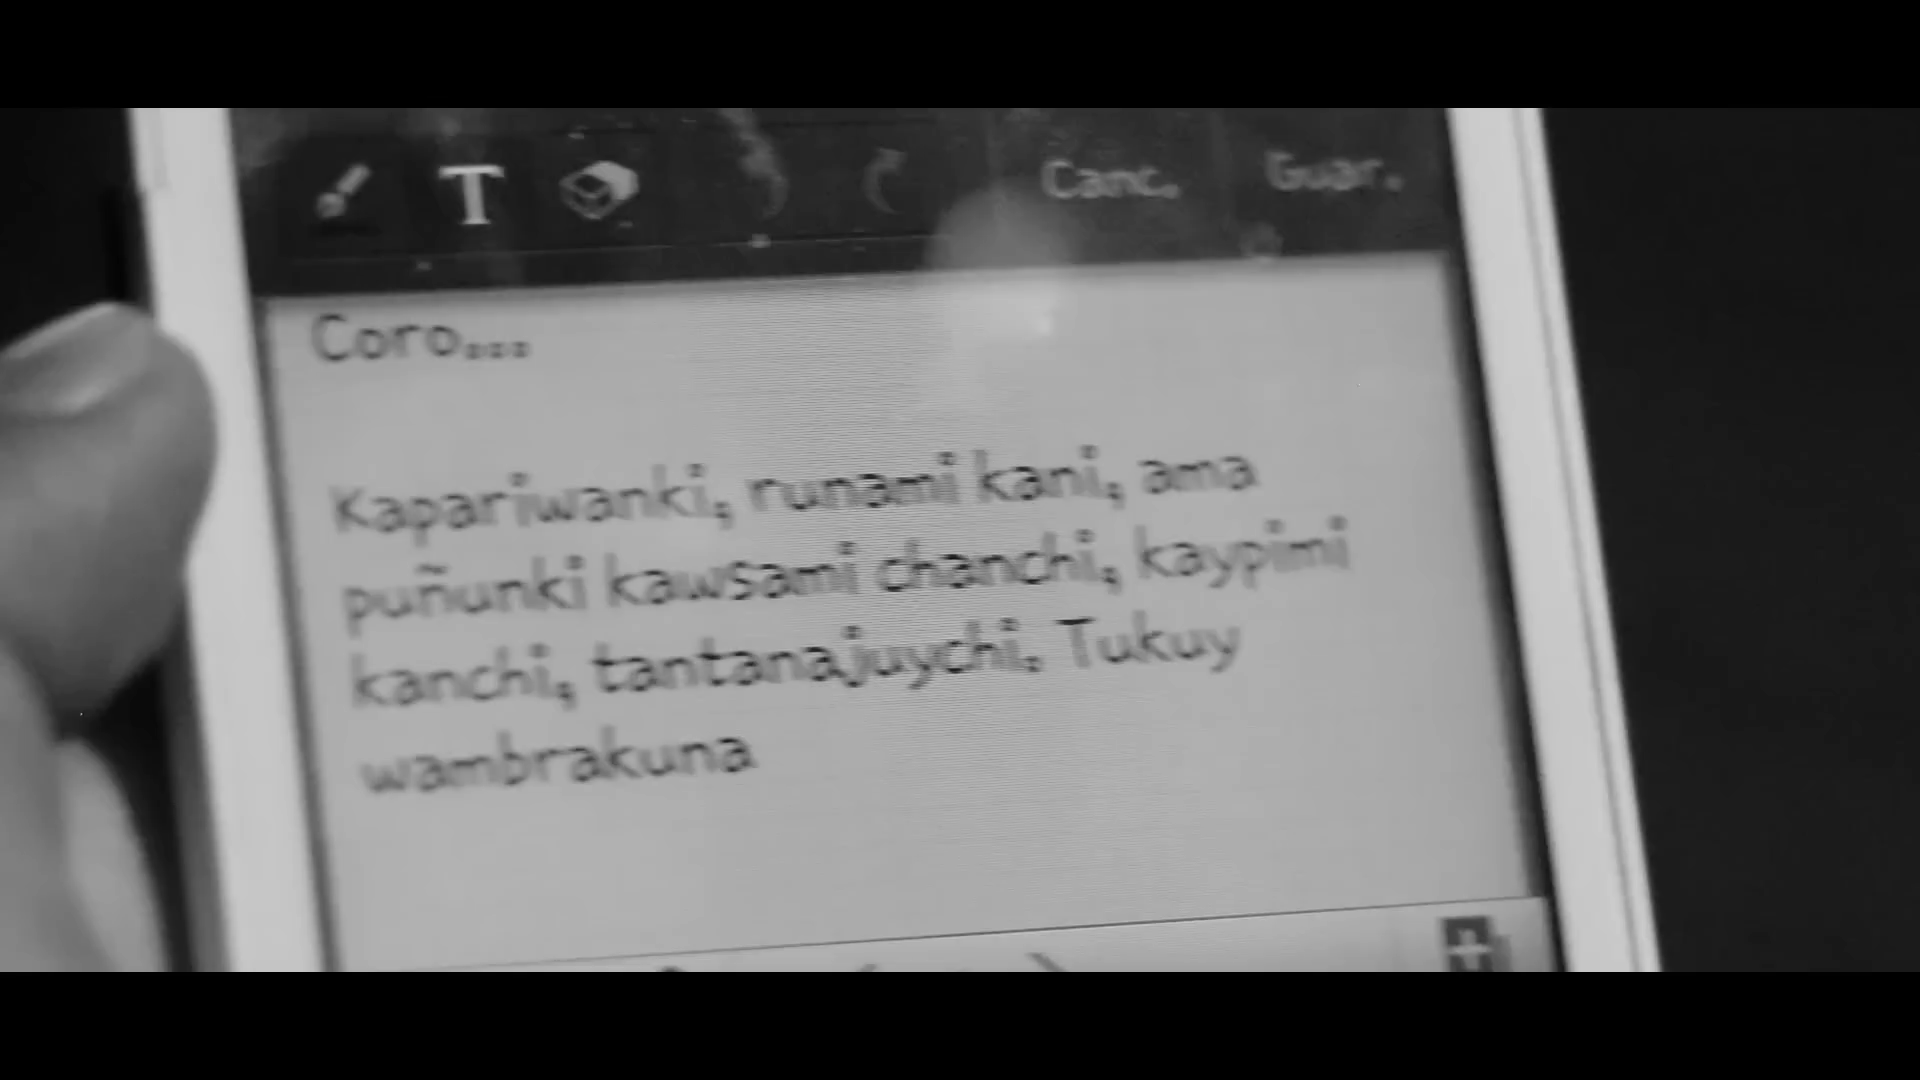 T Canc. Guar.
Coro...
Kapariwanki, runami kani, ama
puñunki kawsami chanchi, kaypimi
kanchi, tantanajuychi. Tukuy
wambrakuna